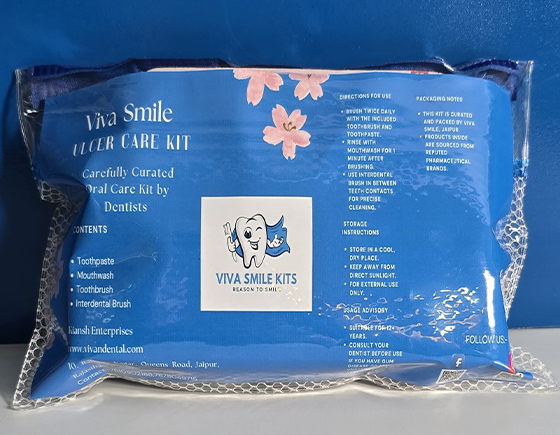 Viva Smile
ULCER CARE KIT
Carefully Curated
Oral Care Kit by
Dentists
CONTENTS
Toothpaste
Mouthwash
Toothbrush
Interdental Brush
Kiansh Enterprises
www.vivandental.com
Queens Road, Jaipur.
VIVA SMILE KITS
REASON TO SMILE
DIRECTIONS FOR USE
BRUSH TWICE DAILY
WITH THE INCLUDED
TOOTHBRUSH AND
TOOTHPASTE.
RINSE WITH
MOUTHWASH FOR 1
MINUTE AFTER
BRUSHING.
USE INTERDENTAL
BRUSH IN BETWEEN
TEETH CONTACTS
FOR PRECISE
CLEANING.
STORAGE
INSTRUCTIONS
STORE IN A COOL,
DRY PLACE.
KEEP AWAY FROM
DIRECT SUNLIGHT.
FOR EXTERNAL USE
ONLY.
USAGE ADVISORY
SUITABLE FOR 12+
YEARS.
CONSULT YOUR
DENTIST BEFORE USE
IF YOU HAVE GUM
PACKAGING NOTES
THIS KIT IS CURATED
AND PACKED BY VIVA
SMILE, JAIPUR.
PRODUCTS INSIDE
ARE SOURCED FROM
REPUTED
PHARMACEUTICAL
BRANDS.
FOLLOW US:-